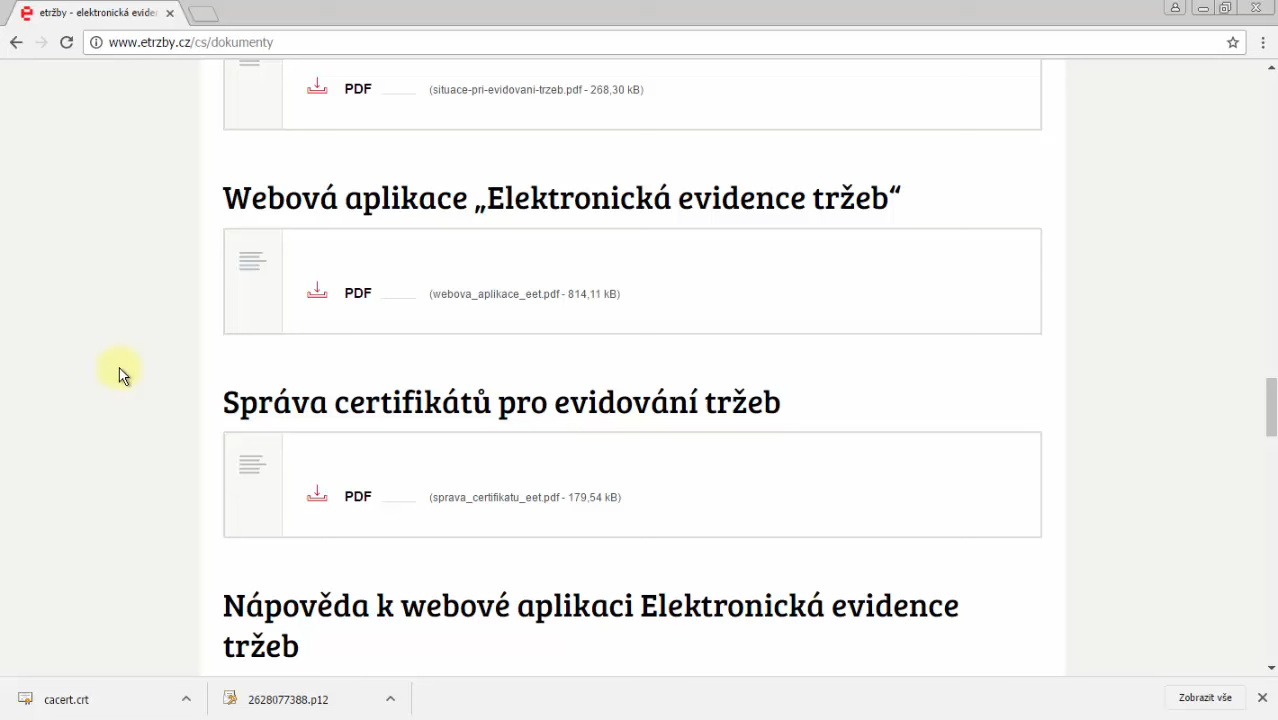 etržby - elektronická evide
www.etrzby.cz/cs/dokumenty
PDF (situace-pri-evidovani-trzeb.pdf - 268,30 kB)
Webová aplikace „Elektronická evidence tržeb“
PDF (webova_aplikace_eet.pdf - 814,11 kB)
Správa certifikátů pro evidování tržeb
PDF (sprava_certifikatu_eet.pdf - 179,54 kB)
Nápověda k webové aplikaci Elektronická evidence
tržeb
cacert.crt
2628077388.p12
Zobrazit vše